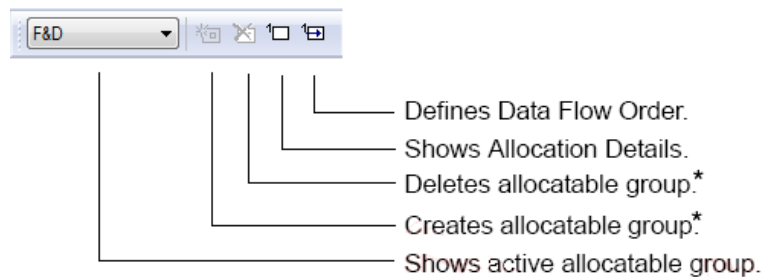 F&D
Defines Data Flow Order.
Shows Allocation Details.
Deletes allocatable group.*
Creates allocatable group.*
Shows active allocatable group.